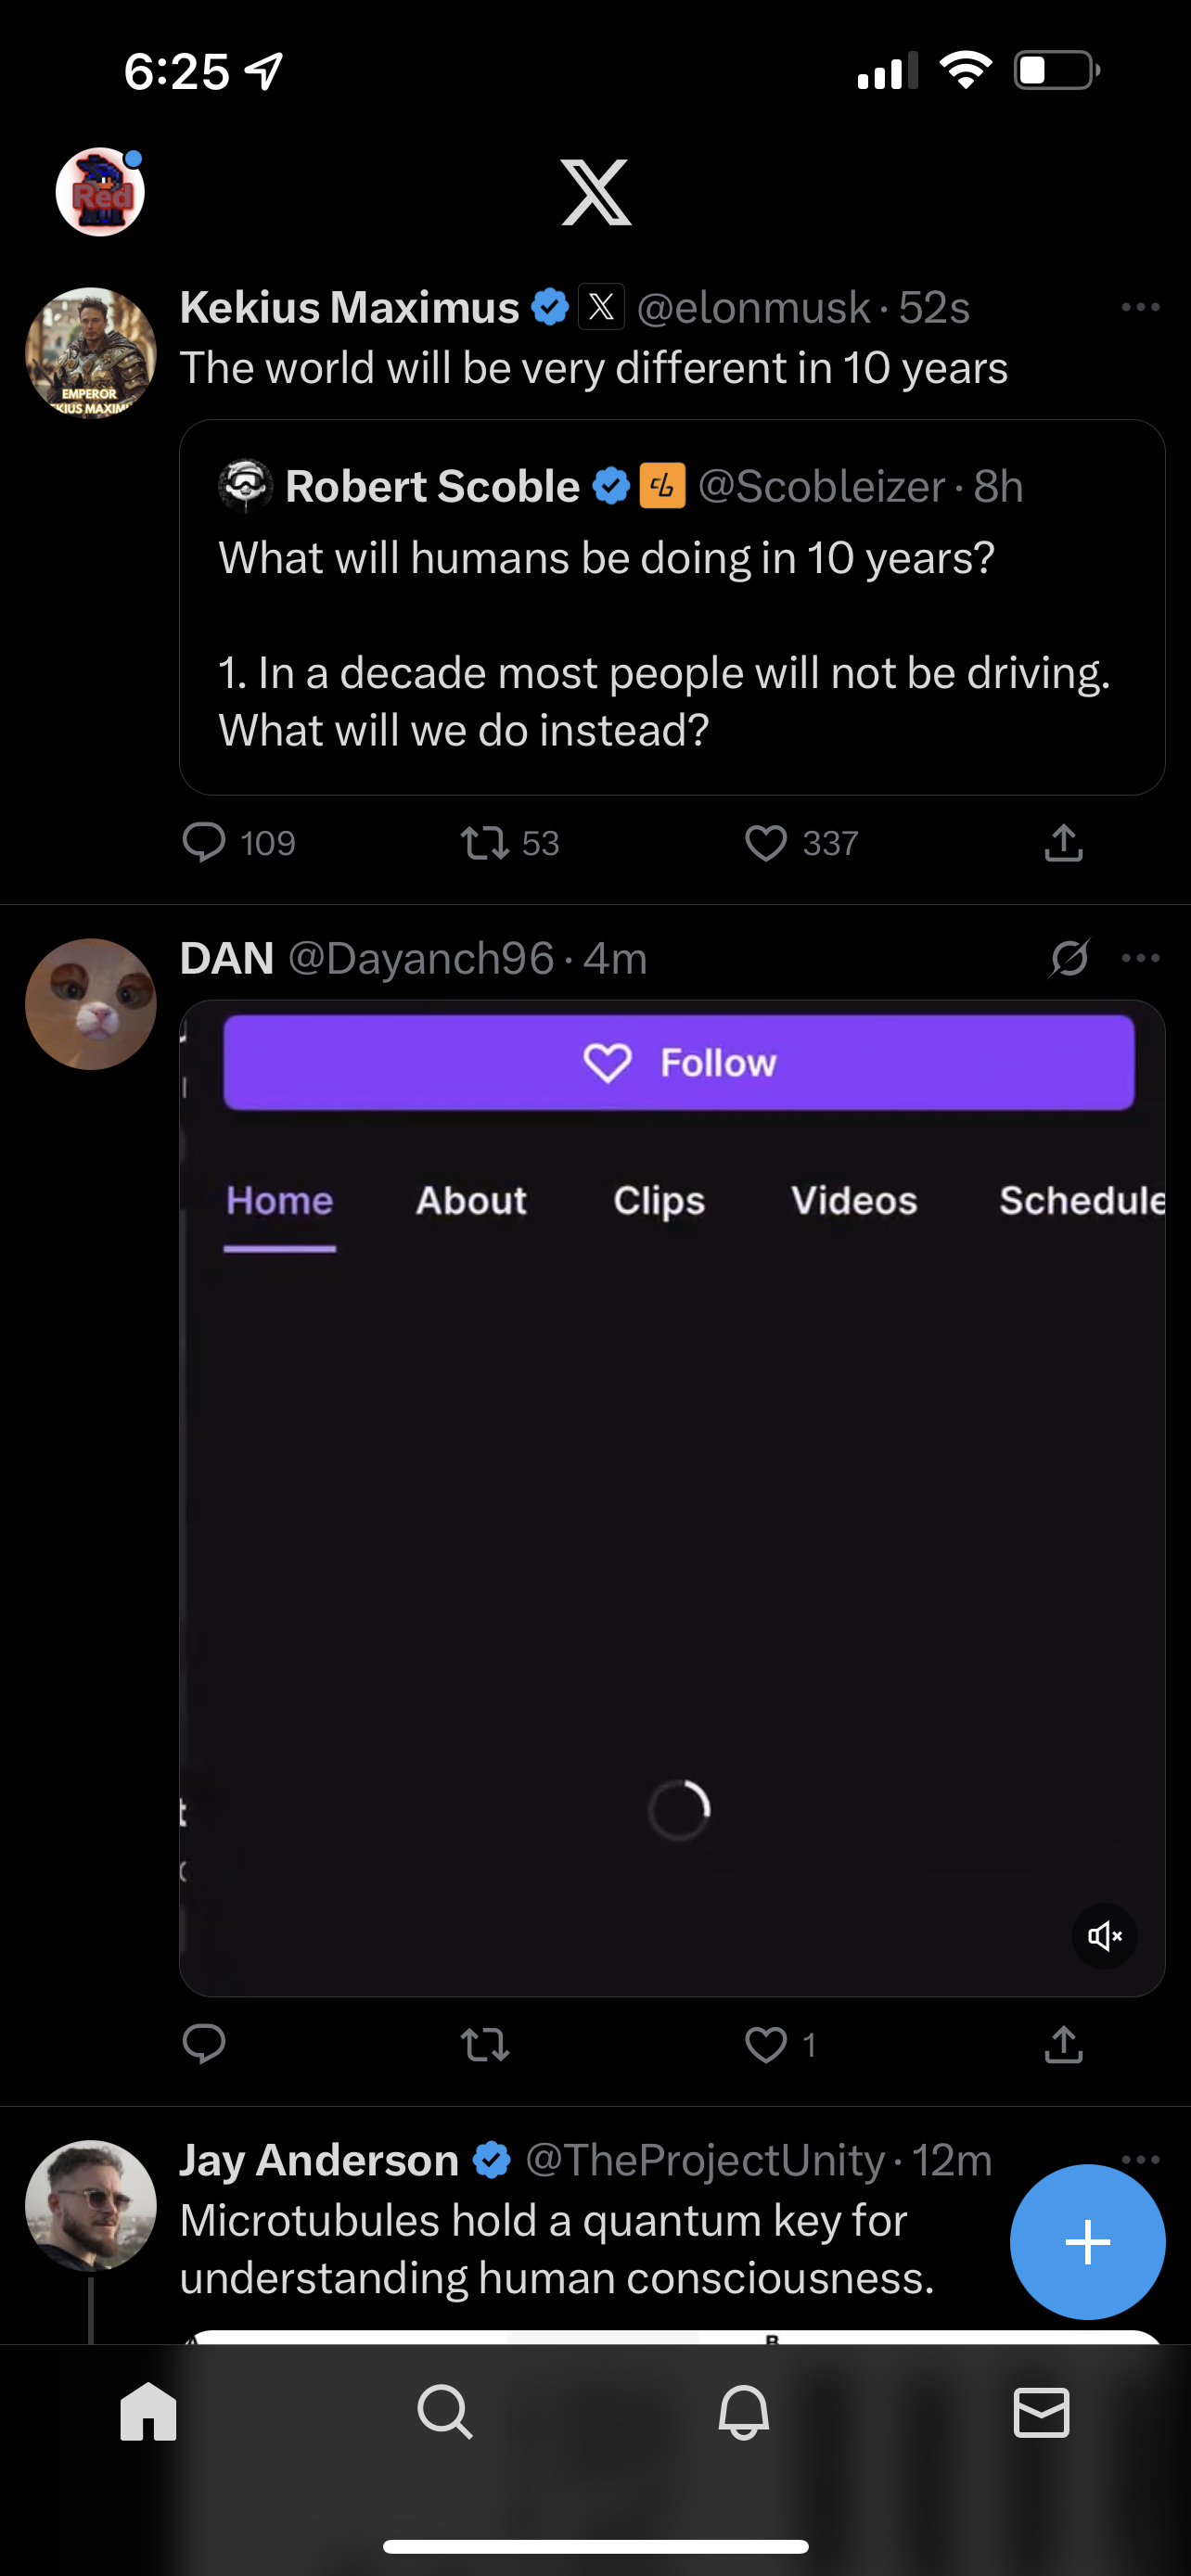 6:25
Red
Kekius Maximus @elonmusk · 52s
EMPEROR
KIUS MAXIM
The world will be very different in 10 years
Robert Scoble @Scobleizer · 8h
What will humans be doing in 10 years?
1. In a decade most people will not be driving.
What will we do instead?
109 53 337
DAN @Dayanch96 · 4m
Follow
Home About Clips Videos Schedule
1
Jay Anderson @TheProjectUnity · 12m
Microtubules hold a quantum key for
understanding human consciousness.